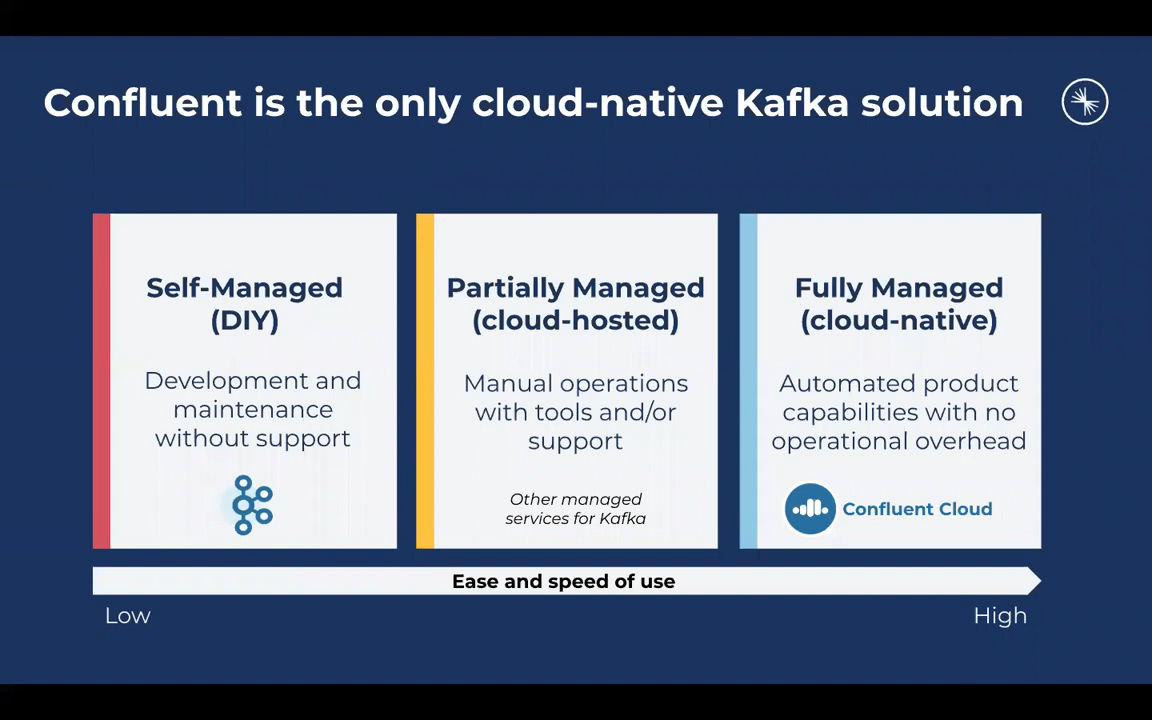 Confluent is the only cloud-native Kafka solution
Self-Managed
(DIY)
Development and
maintenance
without support
Partially Managed
(cloud-hosted)
Manual operations
with tools and/or
support
Other managed
services for Kafka
Fully Managed
(cloud-native)
Automated product
capabilities with no
operational overhead
Confluent Cloud
Ease and speed of use
Low
High